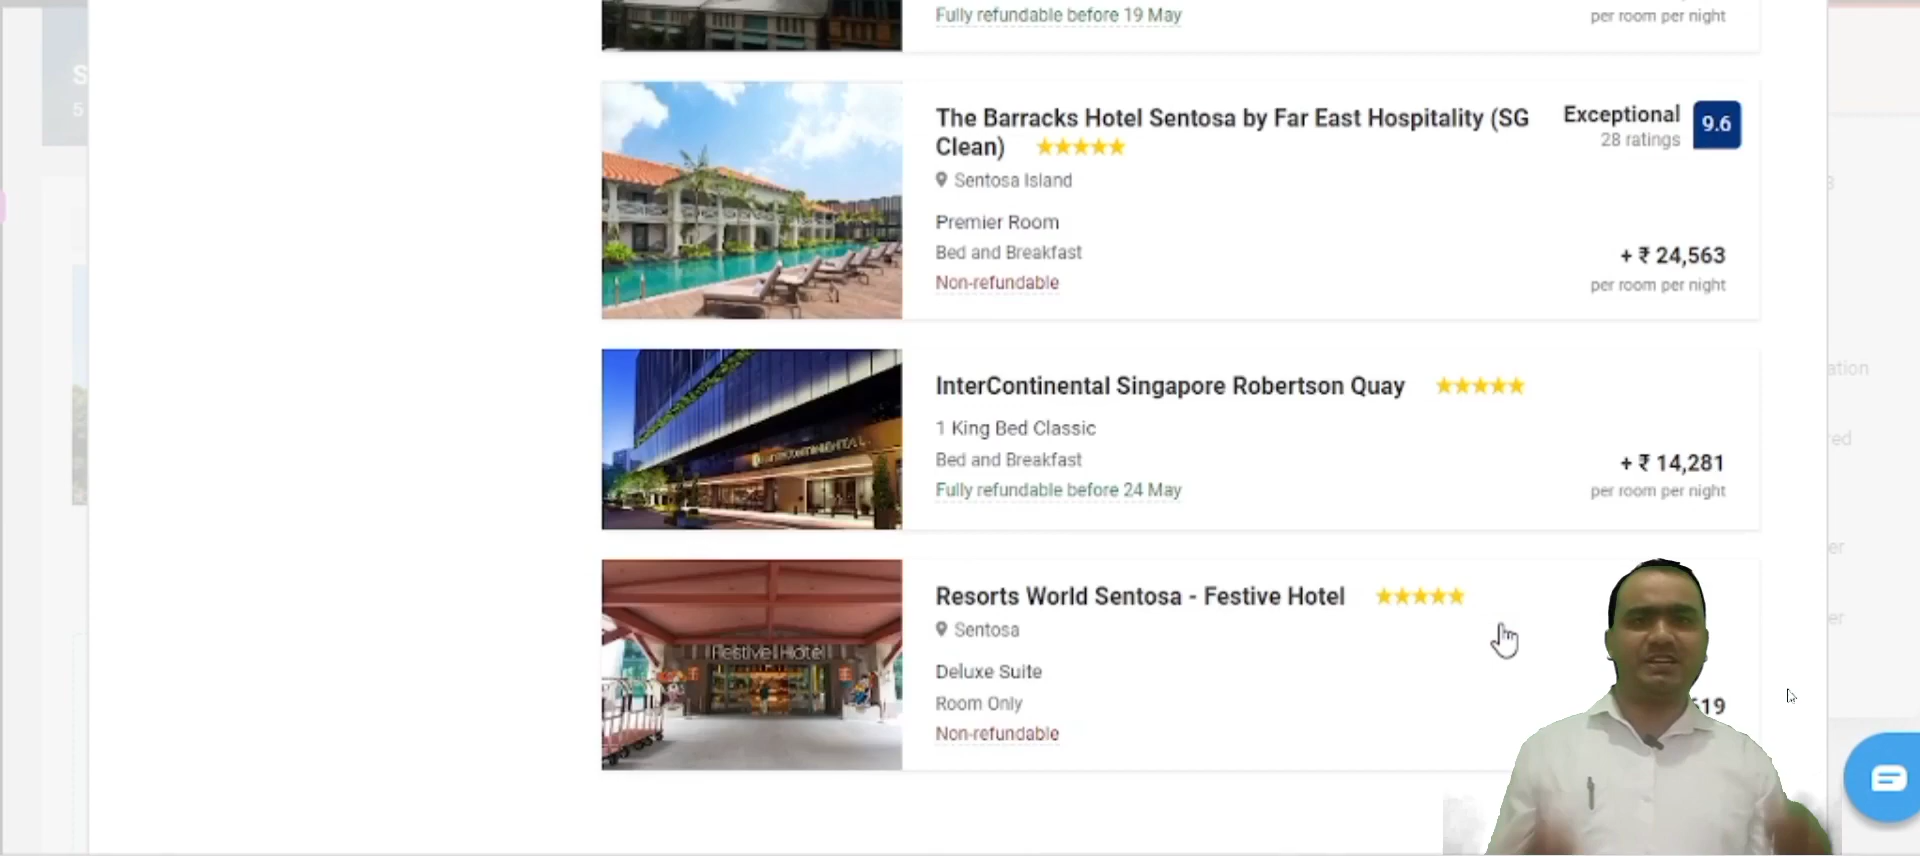 Fully refundable before 19 May
per room per night
The Barracks Hotel Sentosa by Far East Hospitality (SG
Clean)
Exceptional
28 ratings
9.6
Sentosa Island
Premier Room
Bed and Breakfast
Non-refundable
+ ₹ 24,563
per room per night
InterContinental Singapore Robertson Quay
1 King Bed Classic
Bed and Breakfast
Fully refundable before 24 May
+ ₹ 14,281
per room per night
INTERCONTINENTAL
Resorts World Sentosa - Festive Hotel
Sentosa
Festive Hotel
Deluxe Suite
Room Only
Non-refundable